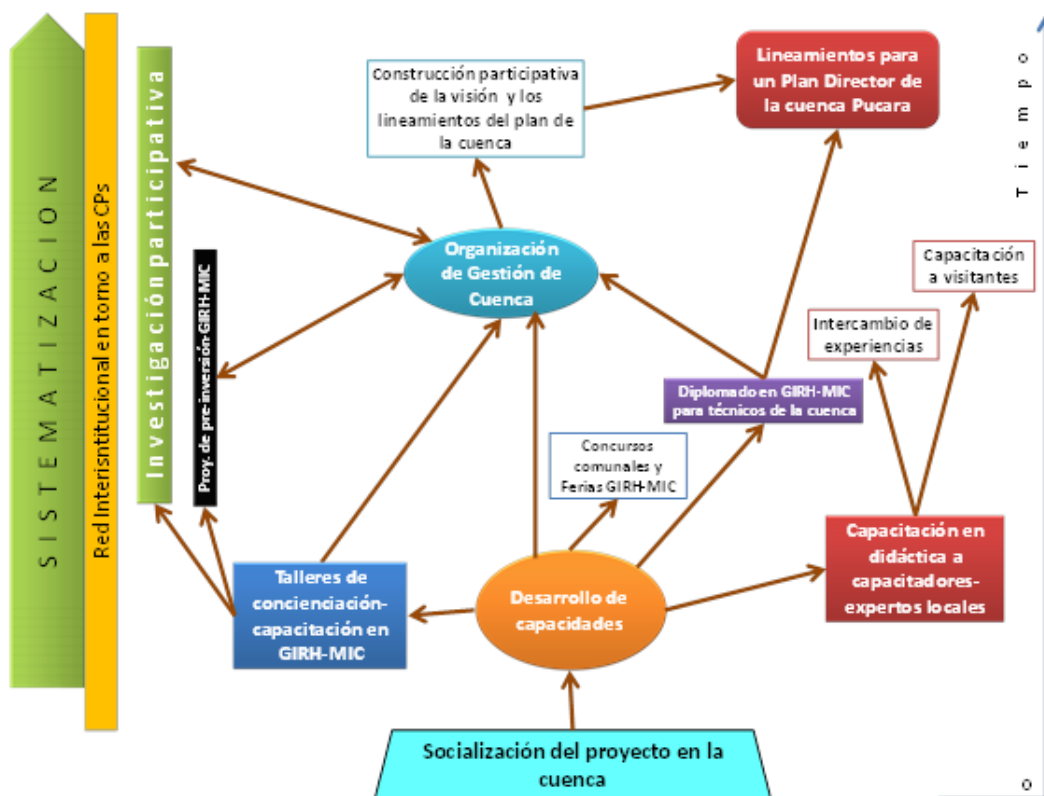 SISTEMATIZACION
Red Interisntitucional en torno a las CPs
Investigación participativa
Proy. de pre-inversión-GIRH-MIC
Construcción participativa
de la visión y los
lineamientos del plan de
la cuenca
Lineamientos para
un Plan Director de
la cuenca Pucara
Tiempo
Organización
de Gestión de
Cuenca
Capacitación
a visitantes
Intercambio de
experiencias
Diplomado en GIRH-MIC
para técnicos de la cuenca
Concursos
comunales y
Ferias GIRH-MIC
Talleres de
concienciación-
capacitación en
GIRH-MIC
Desarrollo de
capacidades
Capacitación en
didáctica a
capacitadores-
expertos locales
Socialización del proyecto en la
cuenca
0